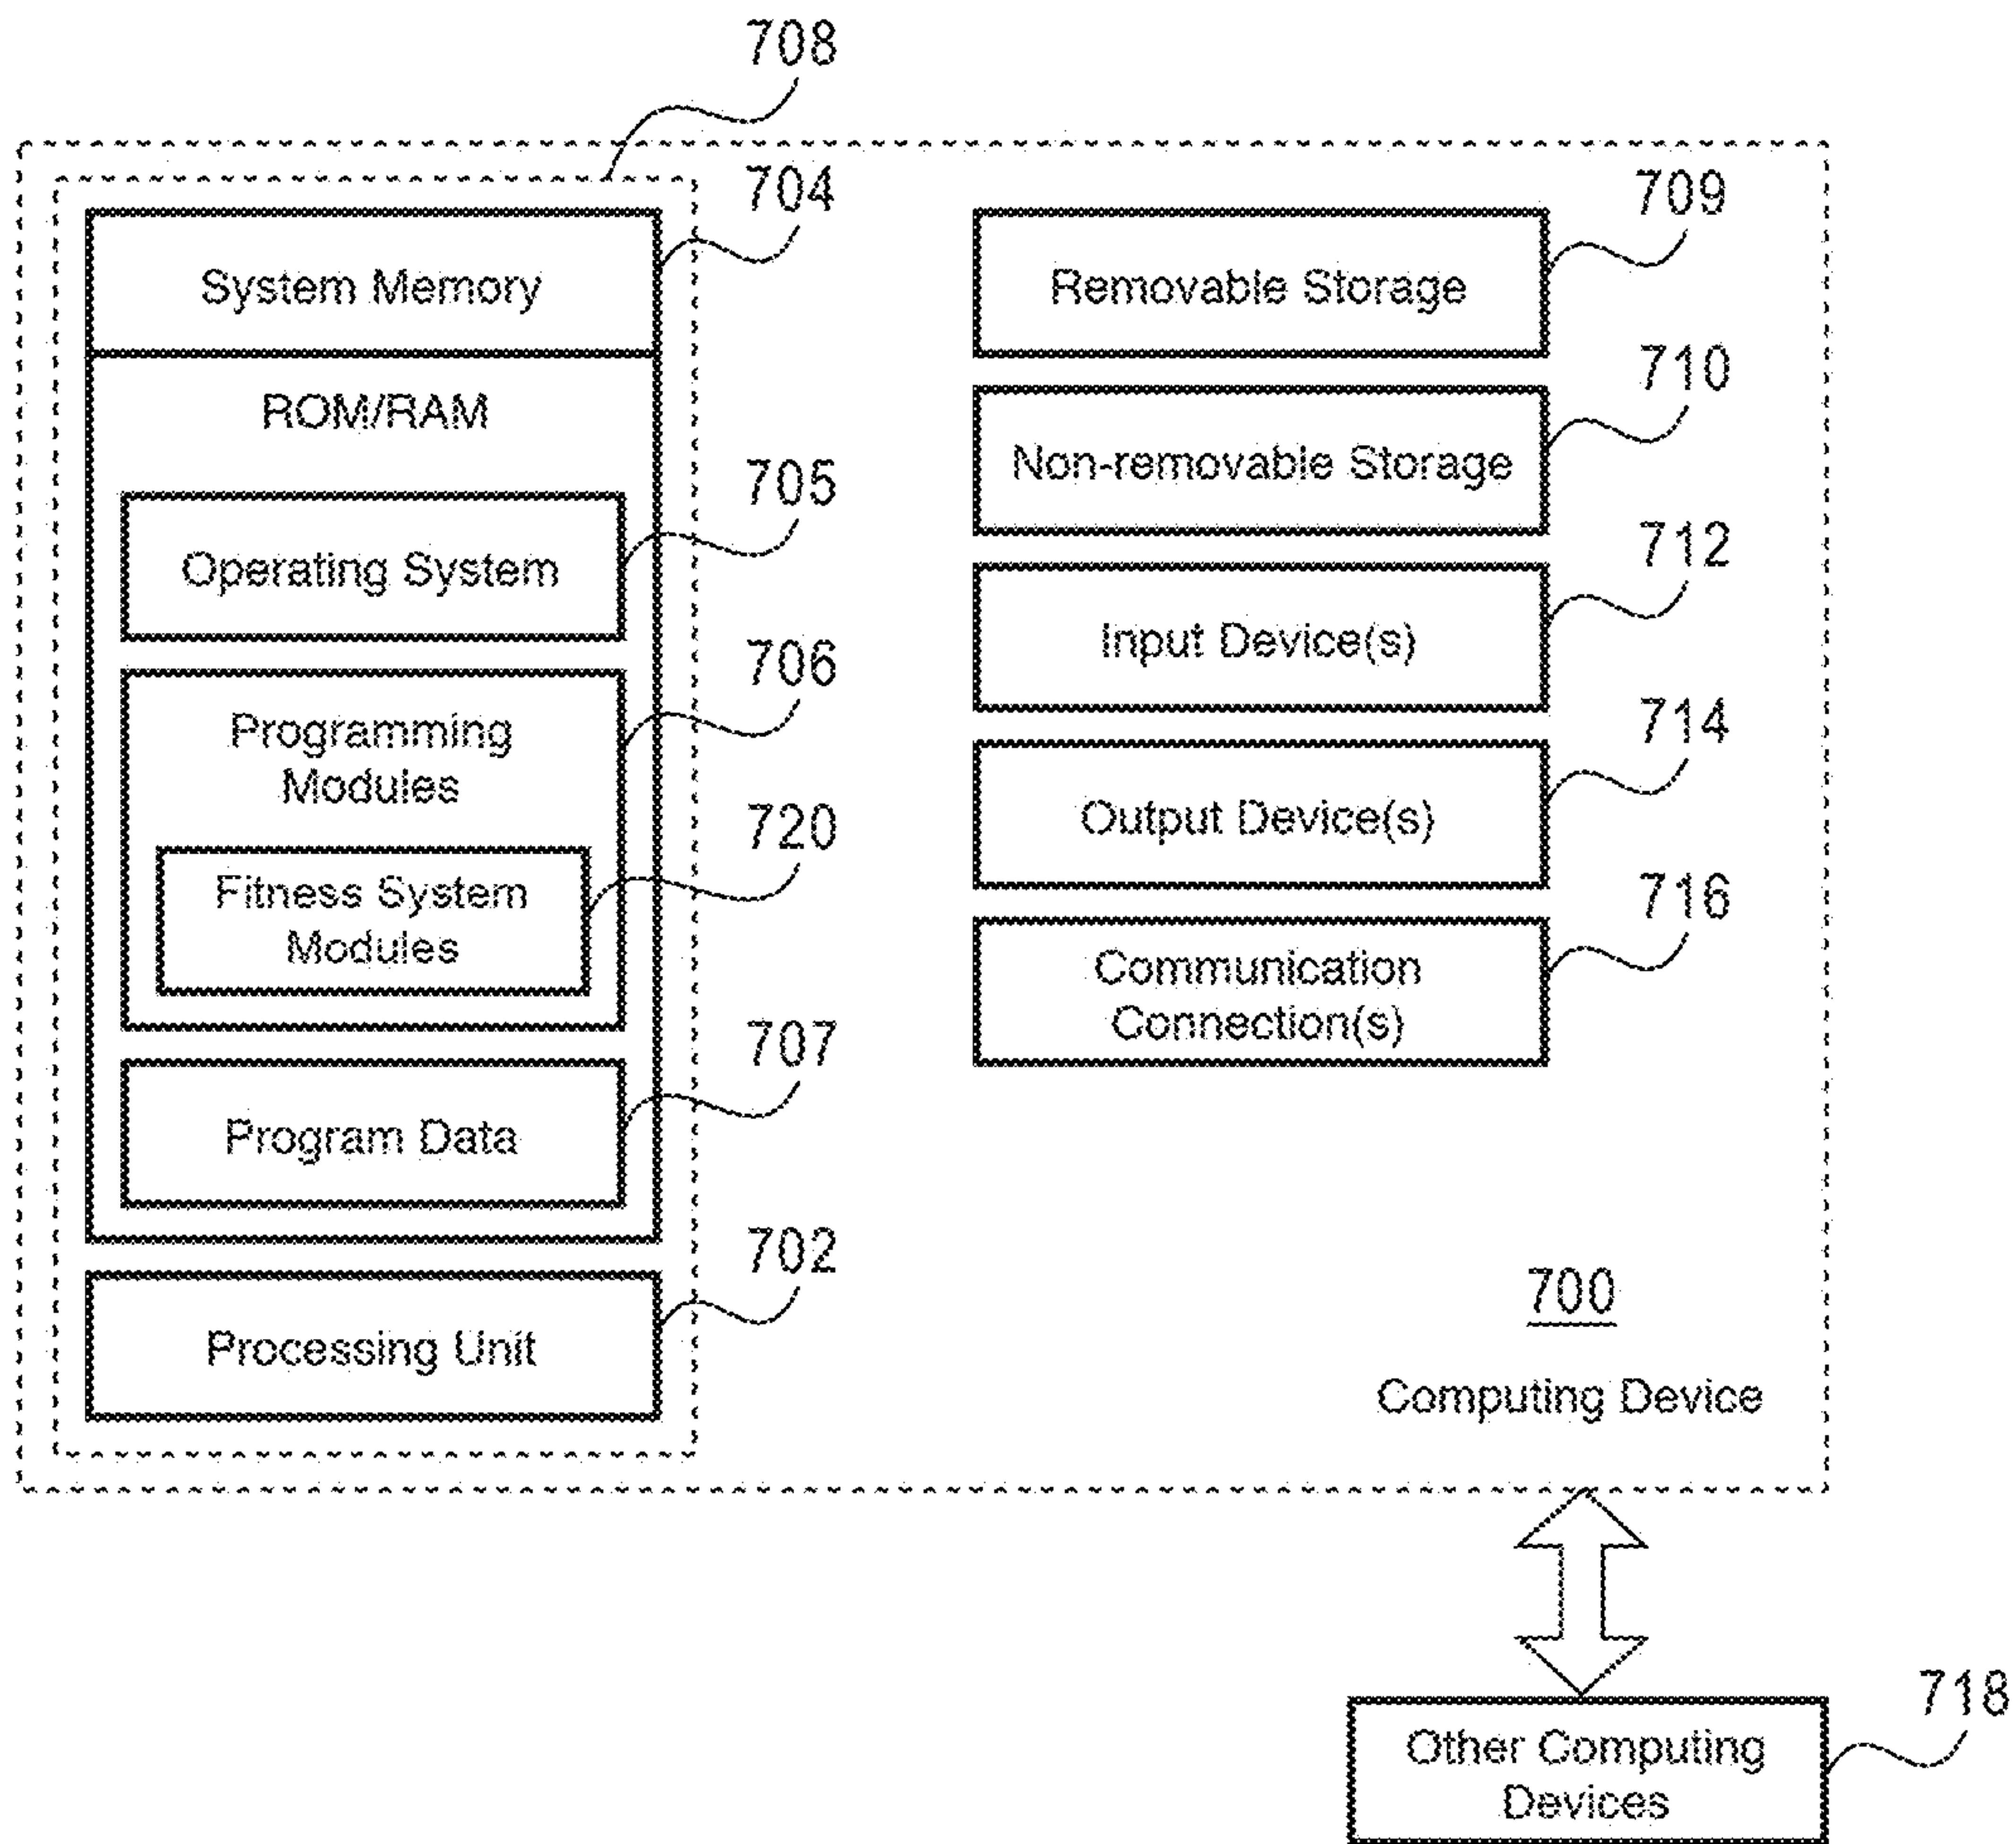 708
704
System Memory
ROM/RAM
705
Operating System
706
Programming
Modules
720
Fitness System
Modules
707
Program Data
702
Processing Unit
709
Removable Storage
710
Non-removable Storage
712
Input Device(s)
714
Output Device(s)
716
Communication
Connection(s)
700
Computing Device
718
Other Computing
Devices